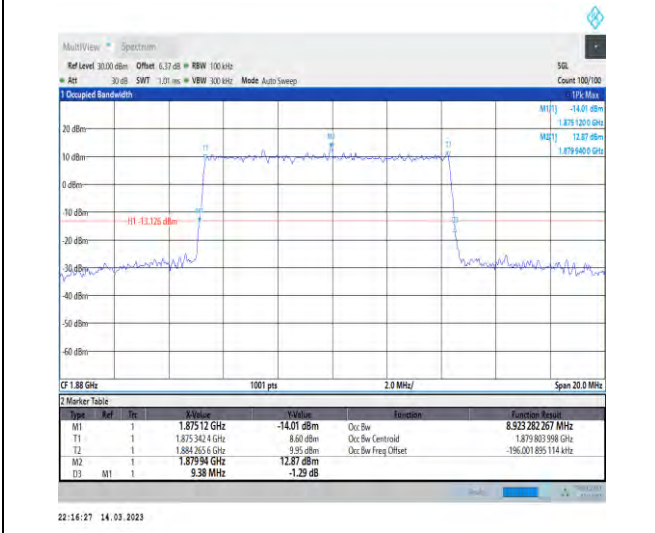 MultiView Spectrum
Ref Level 30.00 dBm Offset 6.37 dB RBW 100 kHz SGL
Att 30 dB SWT 1.01 ms VBW 300 kHz Mode Auto Sweep Count 100/100
1 Occupied Bandwidth 1Pk Max
M1[1] -14.01 dBm
1.875 120 0 GHz
M2[1] 12.87 dBm
1.879 940 0 GHz
20 dBm
10 dBm
0 dBm
-10 dBm
H1 -13.126 dBm
-20 dBm
-30 dBm
-40 dBm
-50 dBm
-60 dBm
T1
T2
CF 1.88 GHz 1001 pts 2.0 MHz/ Span 20.0 MHz
2 Marker Table
Type Ref Trc X-Value Y-Value Function Function Result
M1 1 1.87512 GHz -14.01 dBm Occ Bw 8.923 282 267 MHz
T1 1 1.875 342 4 GHz 8.60 dBm Occ Bw Centroid 1.879 803 998 GHz
T2 1 1.884 265 6 GHz 9.95 dBm Occ Bw Freq Offset -196.001 895 114 kHz
M2 1 1.87994 GHz 12.87 dBm
D3 M1 1 9.38 MHz -1.29 dB
22:16:27 14.03.2023